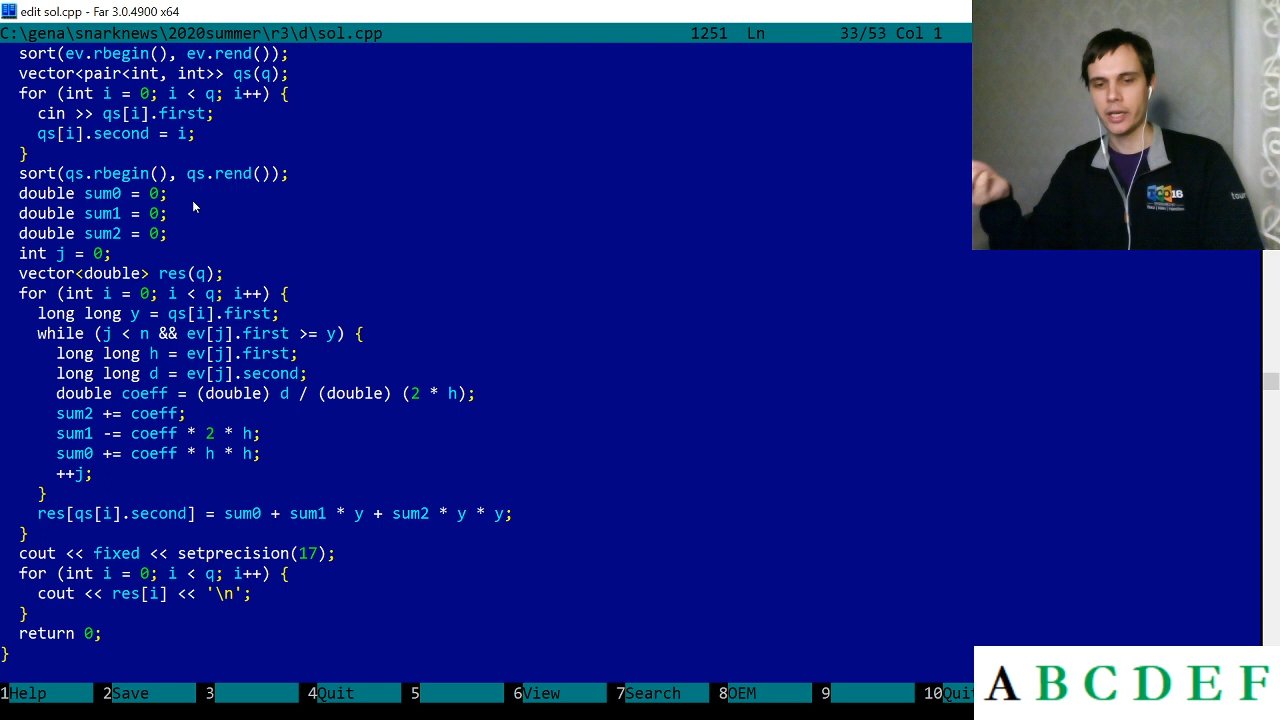 edit sol.cpp - Far 3.0.4900 x64
C:\gena\snarknews\2020summer\r3\d\sol.cpp 1251 Ln 33/53 Col 1
sort(ev.rbegin(), ev.rend());
vector<pair<int, int>> qs(q);
for (int i = 0; i < q; i++) {
cin >> qs[i].first;
qs[i].second = i;
}
sort(qs.rbegin(), qs.rend());
double sum0 = 0;
double sum1 = 0;
double sum2 = 0;
int j = 0;
vector<double> res(q);
for (int i = 0; i < q; i++) {
long long y = qs[i].first;
while (j < n && ev[j].first >= y) {
long long h = ev[j].first;
long long d = ev[j].second;
double coeff = (double) d / (double) (2 * h);
sum2 += coeff;
sum1 -= coeff * 2 * h;
sum0 += coeff * h * h;
++j;
}
res[qs[i].second] = sum0 + sum1 * y + sum2 * y * y;
}
cout << fixed << setprecision(17);
for (int i = 0; i < q; i++) {
cout << res[i] << '\n';
}
return 0;
}
1Help 2Save 3 4Quit 5 6View 7Search 8OEM 9 10Quit
TCO16
tour
A B C D E F